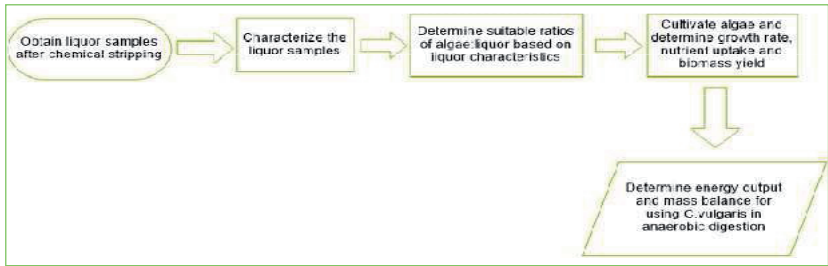 Obtain liquor samples
after chemical stripping
Characterize the
liquor samples
Determine suitable ratios
of algae:liquor based on
liquor characteristics
Cultivate algae and
determine growth rate,
nutrient uptake and
biomass yield
Determine energy output
and mass balance for
using C.vulgaris in
anaerobic digestion